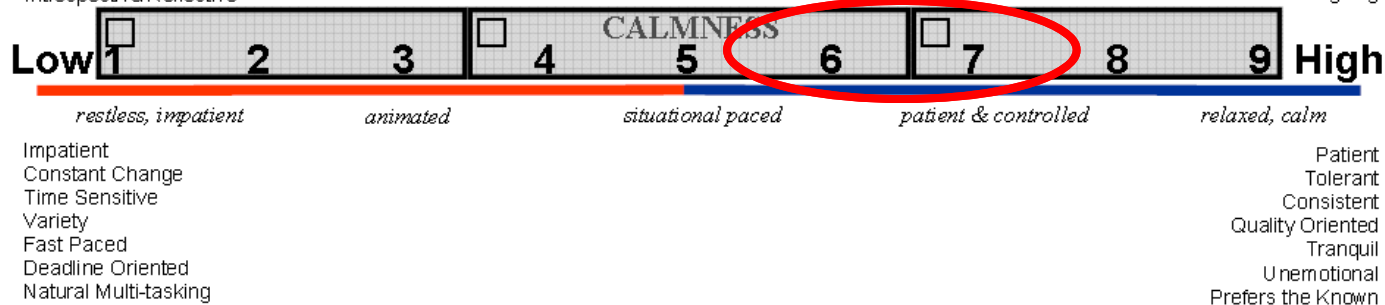 CALMNESS
Low 1 2 3 4 5 6 7 8 9 High
restless, impatient animated situational paced patient & controlled relaxed, calm
Impatient Patient
Constant Change Tolerant
Time Sensitive Consistent
Variety Quality Oriented
Fast Paced Tranquil
Deadline Oriented Unemotional
Natural Multi-tasking Prefers the Known